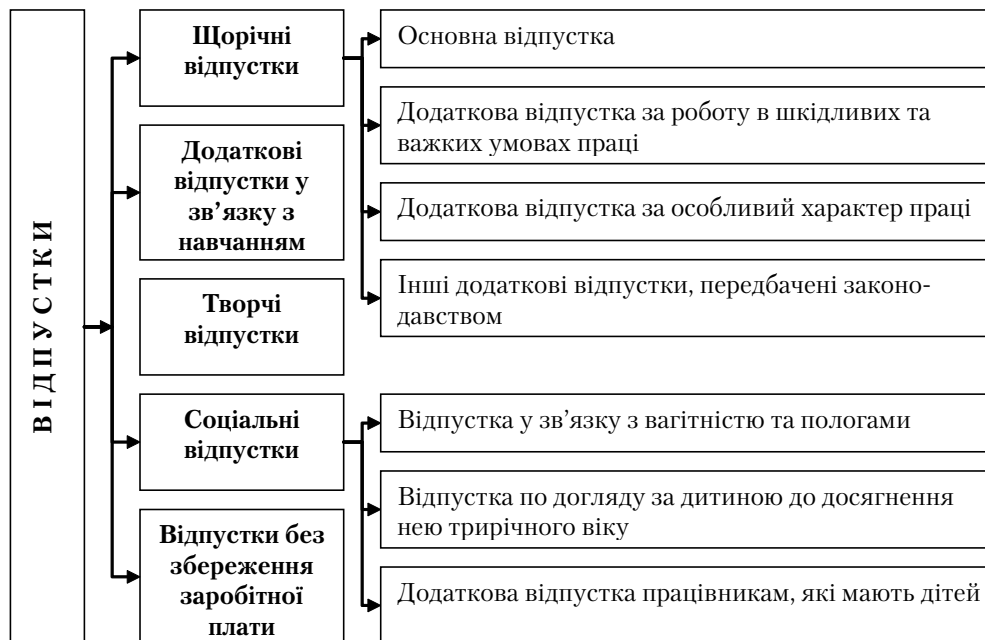 ВІДПУСТКИ
Щорічні
відпустки
Основна відпустка
Додаткова відпустка за роботу в шкідливих та
важких умовах праці
Додаткова відпустка за особливий характер праці
Інші додаткові відпустки, передбачені законо-
давством
Додаткові
відпустки у
зв’язку з
навчанням
Творчі
відпустки
Соціальні
відпустки
Відпустка у зв’язку з вагітністю та пологами
Відпустка по догляду за дитиною до досягнення
нею трирічного віку
Додаткова відпустка працівникам, які мають дітей
Відпустки без
збереження
заробітної
плати